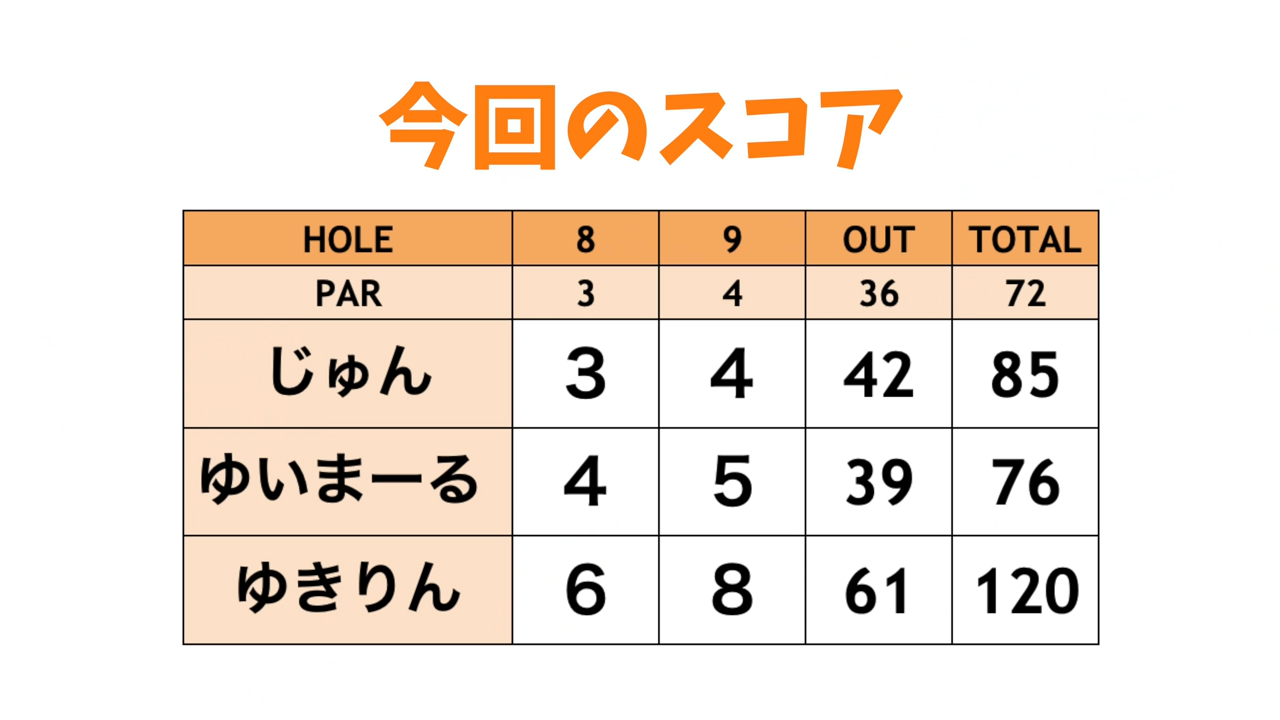 今回のスコア
HOLE 8 9 OUT TOTAL
PAR 3 4 36 72
じゅん 3 4 42 85
ゆいまーる 4 5 39 76
ゆきりん 6 8 61 120